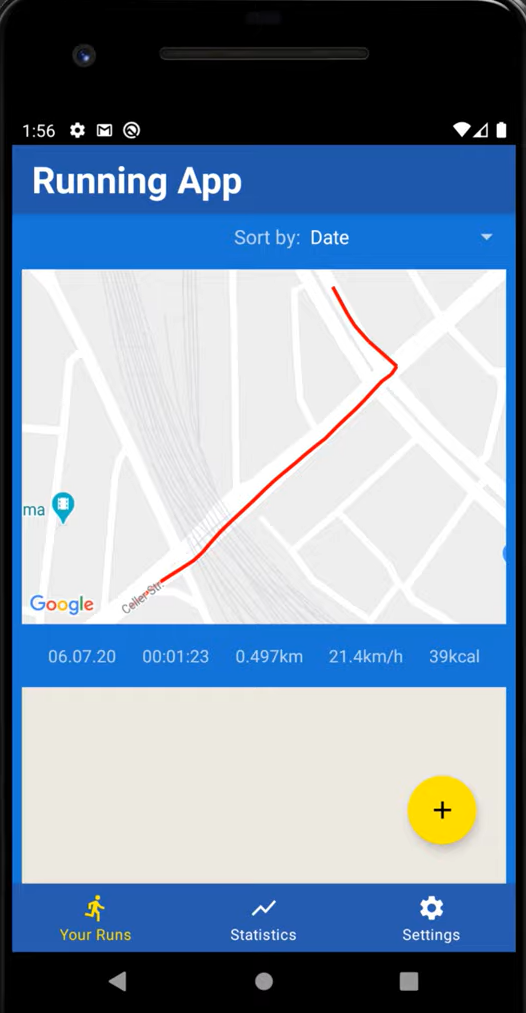 1:56
Running App
Sort by: Date
ma
Google
Celler Str.
06.07.20 00:01:23 0.497km 21.4km/h 39kcal
+
Your Runs Statistics Settings